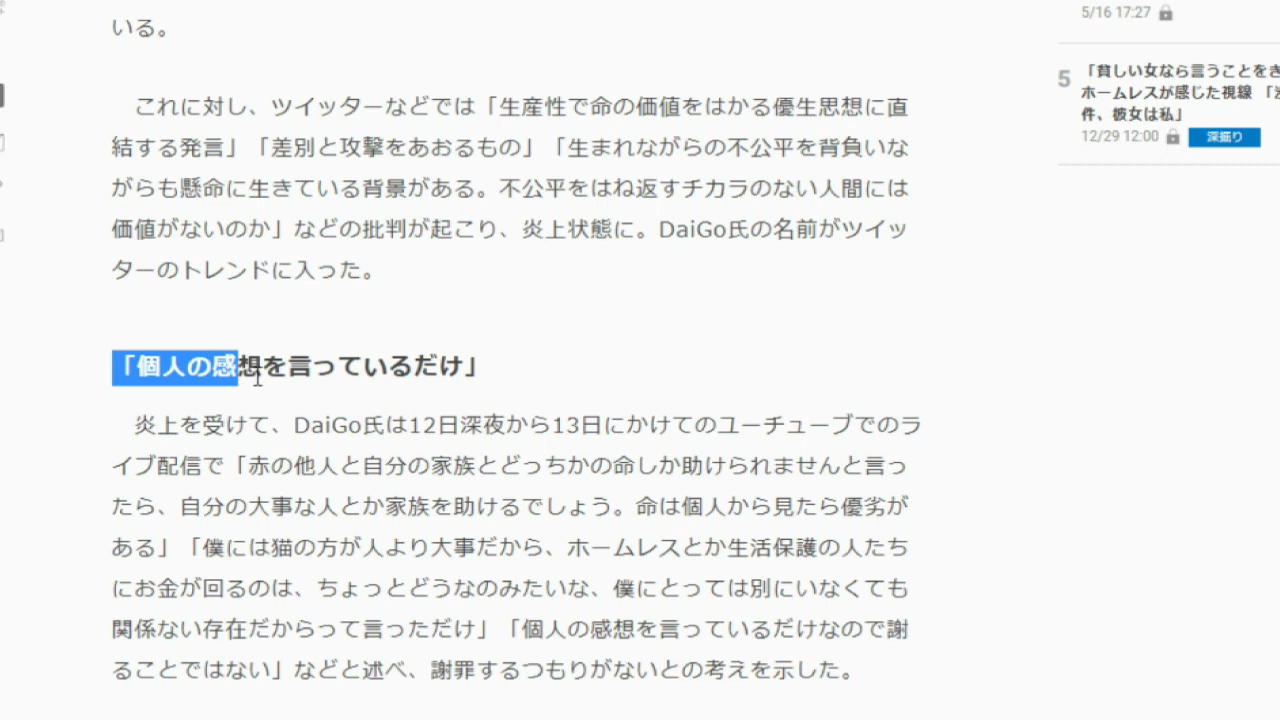 いる。
これに対し、ツイッターなどでは「生産性で命の価値をはかる優生思想に直
結する発言」「差別と攻撃をあおるもの」「生まれながらの不公平を背負いな
がらも懸命に生きている背景がある。不公平をはね返すチカラのない人間には
価値がないのか」などの批判が起こり、炎上状態に。DaiGo氏の名前がツイッ
ターのトレンドに入った。
「個人の感想を言っているだけ」
炎上を受けて、DaiGo氏は12日深夜から13日にかけてのユーチューブでのラ
イブ配信で「赤の他人と自分の家族とどっちかの命しか助けられませんと言っ
たら、自分の大事な人とか家族を助けるでしょう。命は個人から見たら優劣が
ある」「僕には猫の方が人より大事だから、ホームレスとか生活保護の人たち
にお金が回るのは、ちょっとどうなのみたいな、僕にとっては別にいなくても
関係ない存在だからって言っただけ」「個人の感想を言っているだけなので謝
ることではない」などと述べ、謝罪するつもりがないとの考えを示した。
5/16 17:27
5
「貧しい女なら言うことをき
ホームレスが感じた視線 「
件、彼女は私」
12/29 12:00 深掘り